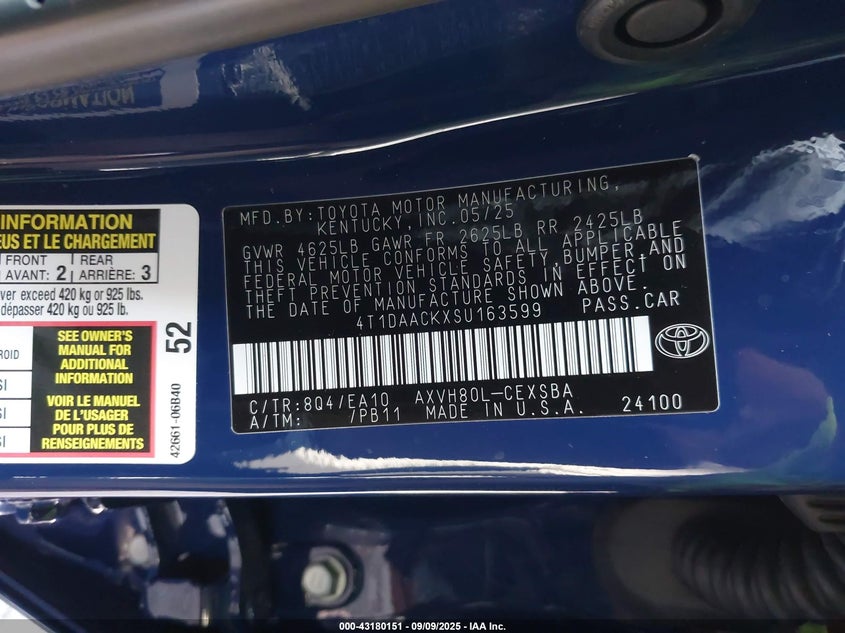 INFORMATION
EUS ET LE CHARGEMENT
FRONT
AVANT: 2
REAR
ARRIÈRE: 3
ver exceed 420 kg or 925 lbs.
dépasser 420 kg ou 925 lb.
SEE OWNER'S
MANUAL FOR
ADDITIONAL
INFORMATION
VOIR LE MANUEL
DE L'USAGER
POUR PLUS DE
RENSEIGNEMENTS
52
42661-06B40
MFD.BY:TOYOTA MOTOR MANUFACTURING,
KENTUCKY, INC.05/25
GVWR 4625LB GAWR FR 2625LB RR 2425LB
THIS VEHICLE CONFORMS TO ALL APPLICABLE
FEDERAL MOTOR VEHICLE SAFETY,BUMPER,AND
THEFT PREVENTION STANDARDS IN EFFECT ON
THE DATE OF MANUFACTURE SHOWN ABOVE.
4T1DAACKXSU163599 PASS.CAR
C/TR:8Q4/EA10 AXVH80L-CEXSBA
A/TM: 7PB11 MADE IN U.S.A. 24100
000-43180151 - 09/09/2025 - IAA Inc.